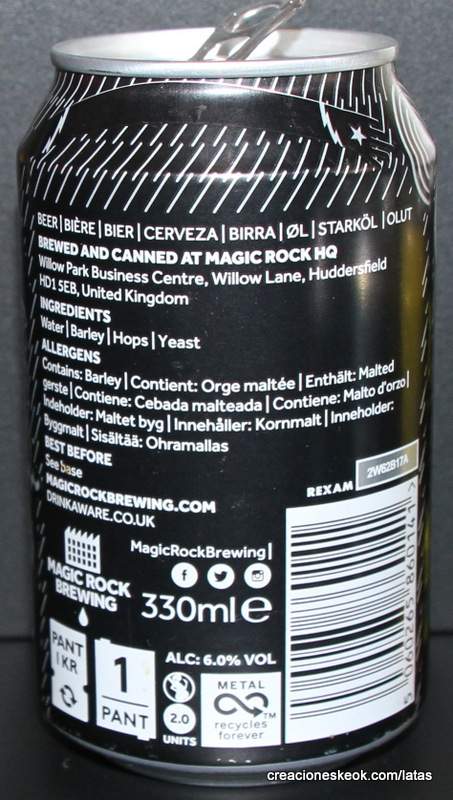 BEER | BIÈRE | BIER | CERVEZA | BIRRA | ØL | STARKÖL | OLUT
BREWED AND CANNED AT MAGIC ROCK HQ
Willow Park Business Centre, Willow Lane, Huddersfield
HD1 5EB, United Kingdom
INGREDIENTS
Water | Barley | Hops | Yeast
ALLERGENS
Contains: Barley | Contient: Orge maltée | Enthält: Malted
gerste | Contiene: Cebada malteada | Contiene: Malto d'orzo |
Indeholder: Maltet byg | Innehåller: Kornmalt | Inneholder:
Byggmalt | Sisältää: Ohramallas
BEST BEFORE
See base
MAGICROCKBREWING.COM
DRINKAWARE.CO.UK
REXAM
2W62B17A
MagicRockBrewing |
MAGIC ROCK
BREWING
330ml e
PANT
1 KR
1
PANT
ALC: 6.0% VOL
2.0
UNITS
METAL
TM
recycles
forever
5 060265 860141 >
creacioneskeok.com/latas